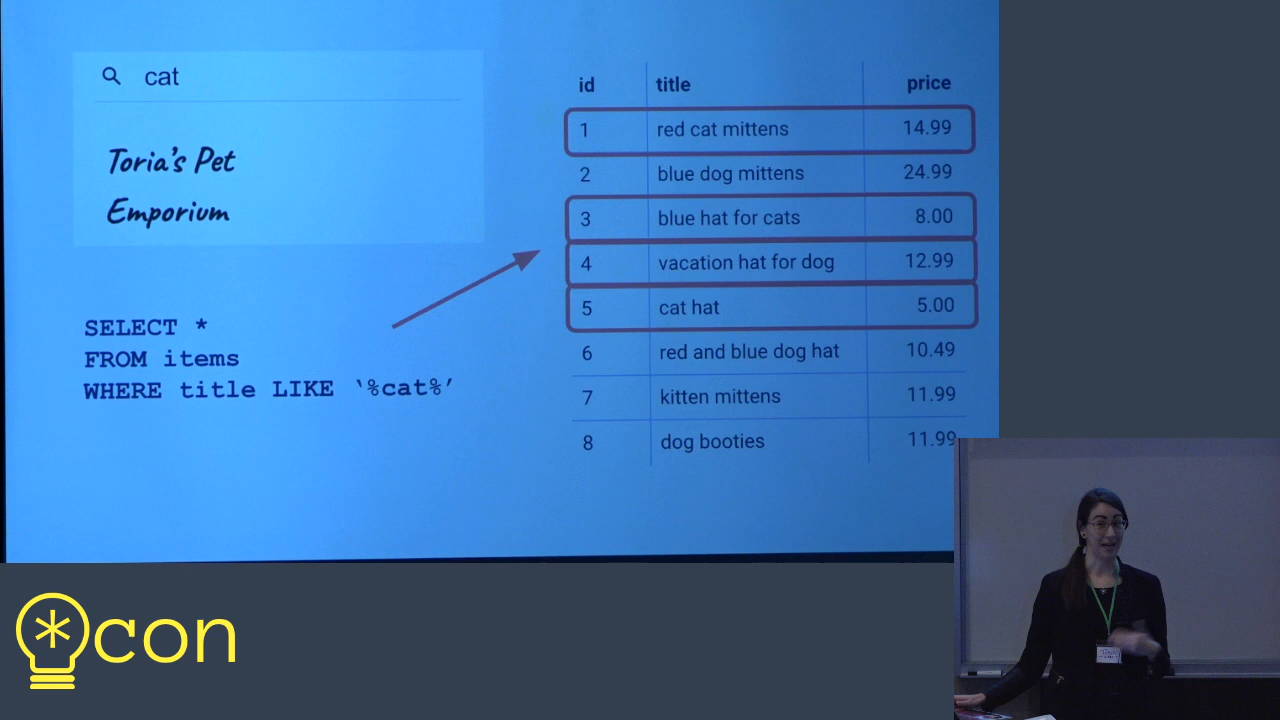 cat
Toria's Pet
Emporium
SELECT *
FROM items
WHERE title LIKE ‘%cat%’
id title price
1 red cat mittens 14.99
2 blue dog mittens 24.99
3 blue hat for cats 8.00
4 vacation hat for dog 12.99
5 cat hat 5.00
6 red and blue dog hat 10.49
7 kitten mittens 11.99
8 dog booties 11.99
*con